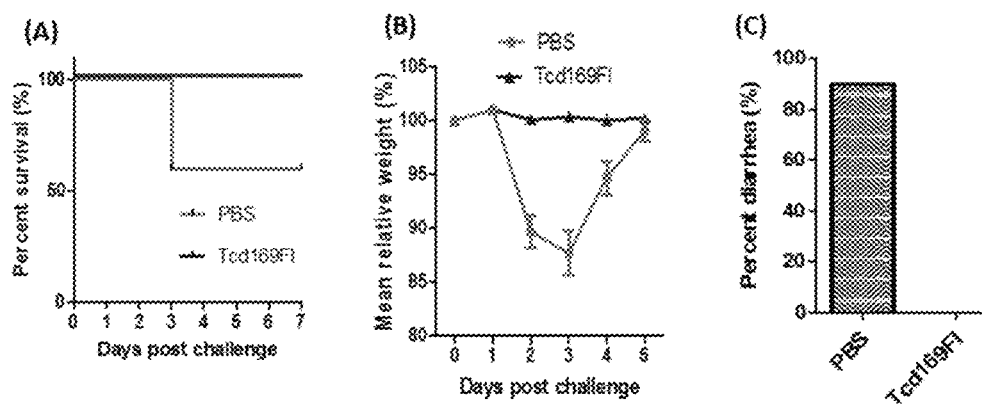 (A)
Percent survival (%)
100
50
0
PBS
Tcd169FI
0 1 2 3 4 5 6 7
Days post challenge
(B)
PBS
Tcd169FI
Mean relative weight (%)
105
100
95
90
85
80
0 1 2 3 4 5
Days post challenge
(C)
Percent diarrhea (%)
100
80
60
40
20
0
PBS
Tcd169FI